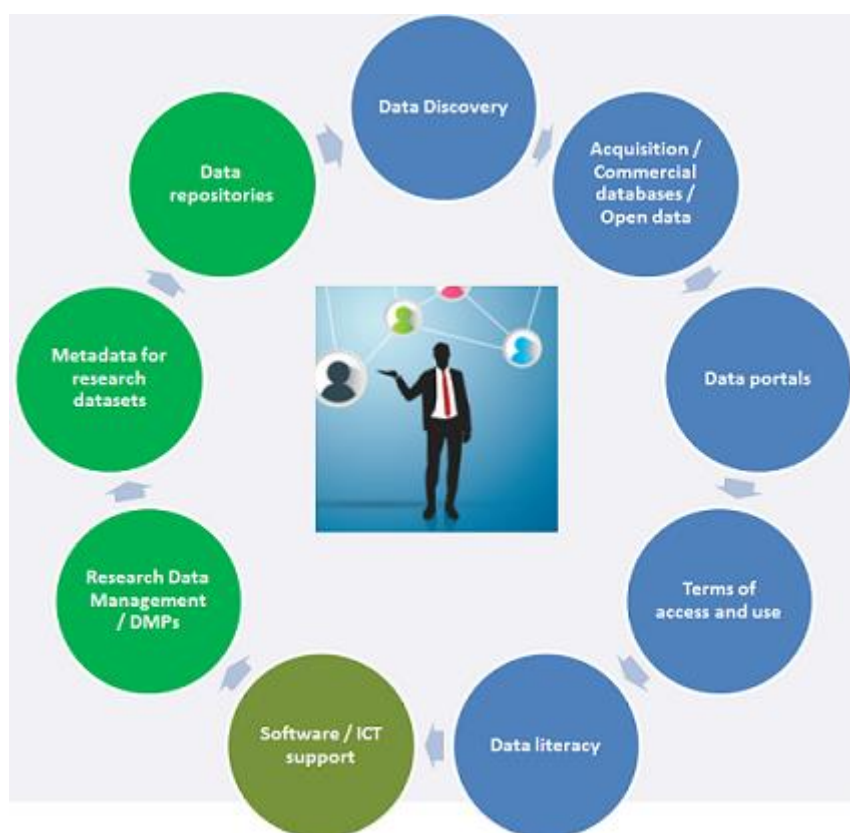 Data Discovery
Acquisition /
Commercial
databases /
Open data
Data portals
Terms of
access and use
Data literacy
Software / ICT
support
Research Data
Management
/ DMPs
Metadata for
research
datasets
Data
repositories